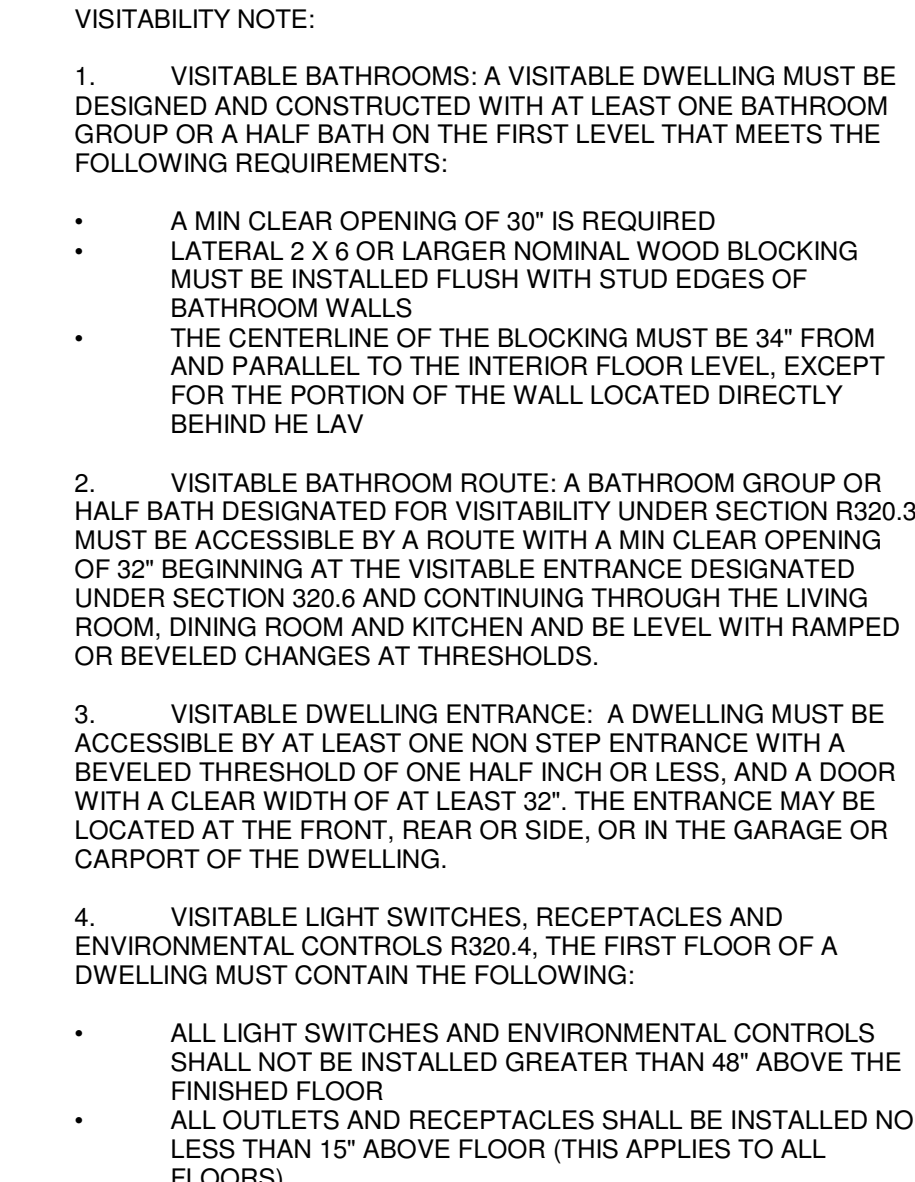 VISITABILITY NOTE:
1. VISITABLE BATHROOMS: A VISITABLE DWELLING MUST BE
DESIGNED AND CONSTRUCTED WITH AT LEAST ONE BATHROOM
GROUP OR A HALF BATH ON THE FIRST LEVEL THAT MEETS THE
FOLLOWING REQUIREMENTS:
• A MIN CLEAR OPENING OF 30" IS REQUIRED
• LATERAL 2 X 6 OR LARGER NOMINAL WOOD BLOCKING
MUST BE INSTALLED FLUSH WITH STUD EDGES OF
BATHROOM WALLS
• THE CENTERLINE OF THE BLOCKING MUST BE 34" FROM
AND PARALLEL TO THE INTERIOR FLOOR LEVEL, EXCEPT
FOR THE PORTION OF THE WALL LOCATED DIRECTLY
BEHIND HE LAV
2. VISITABLE BATHROOM ROUTE: A BATHROOM GROUP OR
HALF BATH DESIGNATED FOR VISITABILITY UNDER SECTION R320.3
MUST BE ACCESSIBLE BY A ROUTE WITH A MIN CLEAR OPENING
OF 32" BEGINNING AT THE VISITABLE ENTRANCE DESIGNATED
UNDER SECTION 320.6 AND CONTINUING THROUGH THE LIVING
ROOM, DINING ROOM AND KITCHEN AND BE LEVEL WITH RAMPED
OR BEVELED CHANGES AT THRESHOLDS.
3. VISITABLE DWELLING ENTRANCE: A DWELLING MUST BE
ACCESSIBLE BY AT LEAST ONE NON STEP ENTRANCE WITH A
BEVELED THRESHOLD OF ONE HALF INCH OR LESS, AND A DOOR
WITH A CLEAR WIDTH OF AT LEAST 32". THE ENTRANCE MAY BE
LOCATED AT THE FRONT, REAR OR SIDE, OR IN THE GARAGE OR
CARPORT OF THE DWELLING.
4. VISITABLE LIGHT SWITCHES, RECEPTACLES AND
ENVIRONMENTAL CONTROLS R320.4, THE FIRST FLOOR OF A
DWELLING MUST CONTAIN THE FOLLOWING:
• ALL LIGHT SWITCHES AND ENVIRONMENTAL CONTROLS
SHALL NOT BE INSTALLED GREATER THAN 48" ABOVE THE
FINISHED FLOOR
• ALL OUTLETS AND RECEPTACLES SHALL BE INSTALLED NO
LESS THAN 15" ABOVE FLOOR (THIS APPLIES TO ALL
FLOORS)